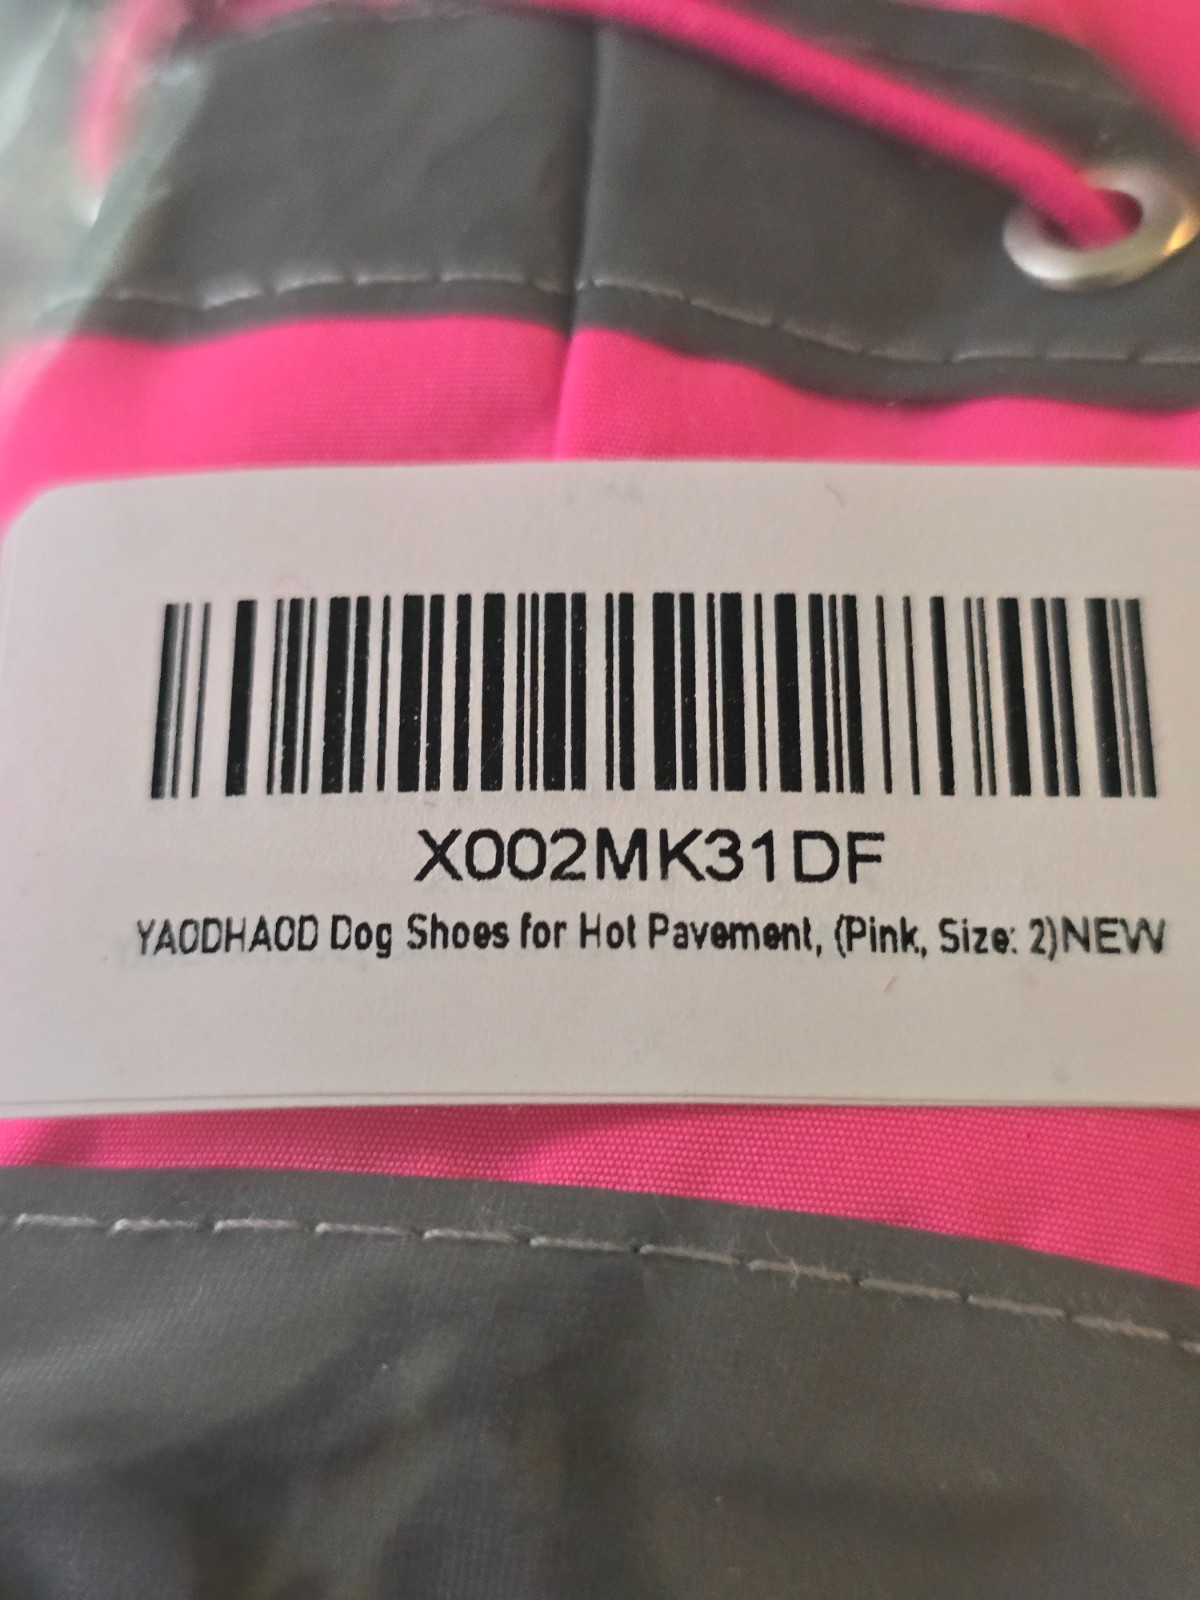 X002MK31DF
YAODHAOD Dog Shoes for Hot Pavement, (Pink, Size: 2)NEW